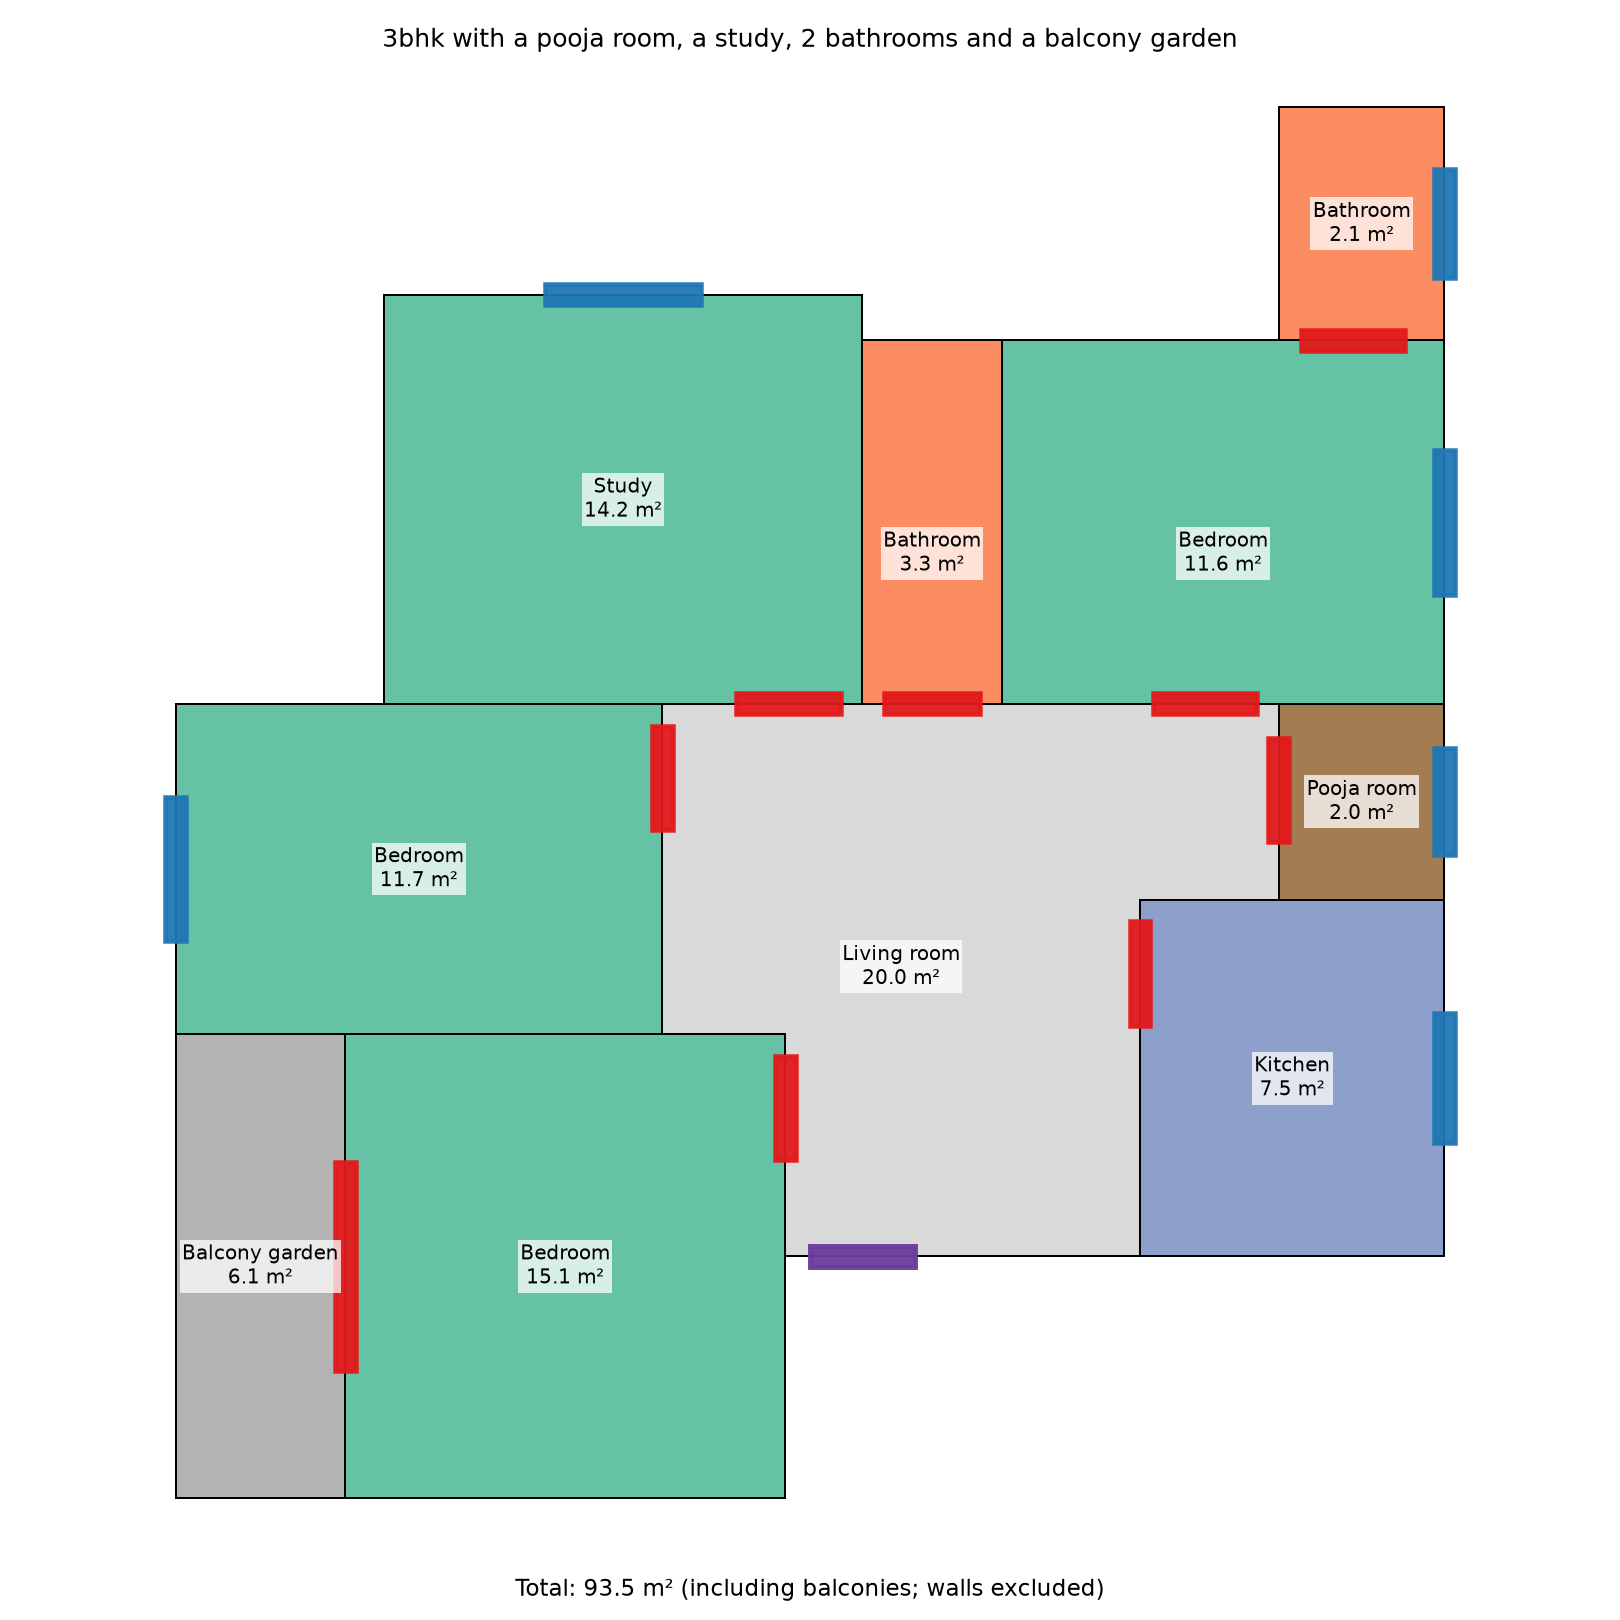 3bhk with a pooja room, a study, 2 bathrooms and a balcony garden
Bathroom
2.1 m²
Study
14.2 m²
Bathroom
3.3 m²
Bedroom
11.6 m²
Pooja room
2.0 m²
Bedroom
11.7 m²
Living room
20.0 m²
Kitchen
7.5 m²
Balcony garden
6.1 m²
Bedroom
15.1 m²
Total: 93.5 m² (including balconies; walls excluded)